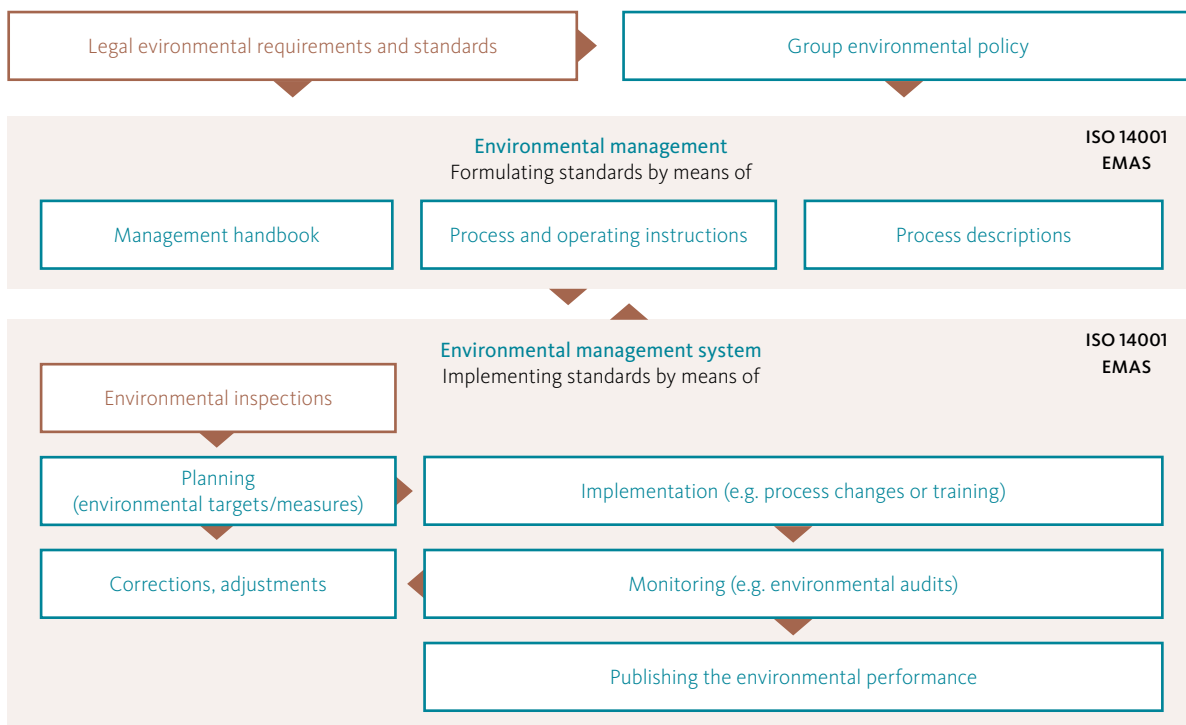 Legal evironmental requirements and standards
Group environmental policy
Environmental management
Formulating standards by means of
ISO 14001
EMAS
Management handbook
Process and operating instructions
Process descriptions
Environmental management system
Implementing standards by means of
ISO 14001
EMAS
Environmental inspections
Planning
(environmental targets/measures)
Implementation (e.g. process changes or training)
Corrections, adjustments
Monitoring (e.g. environmental audits)
Publishing the environmental performance